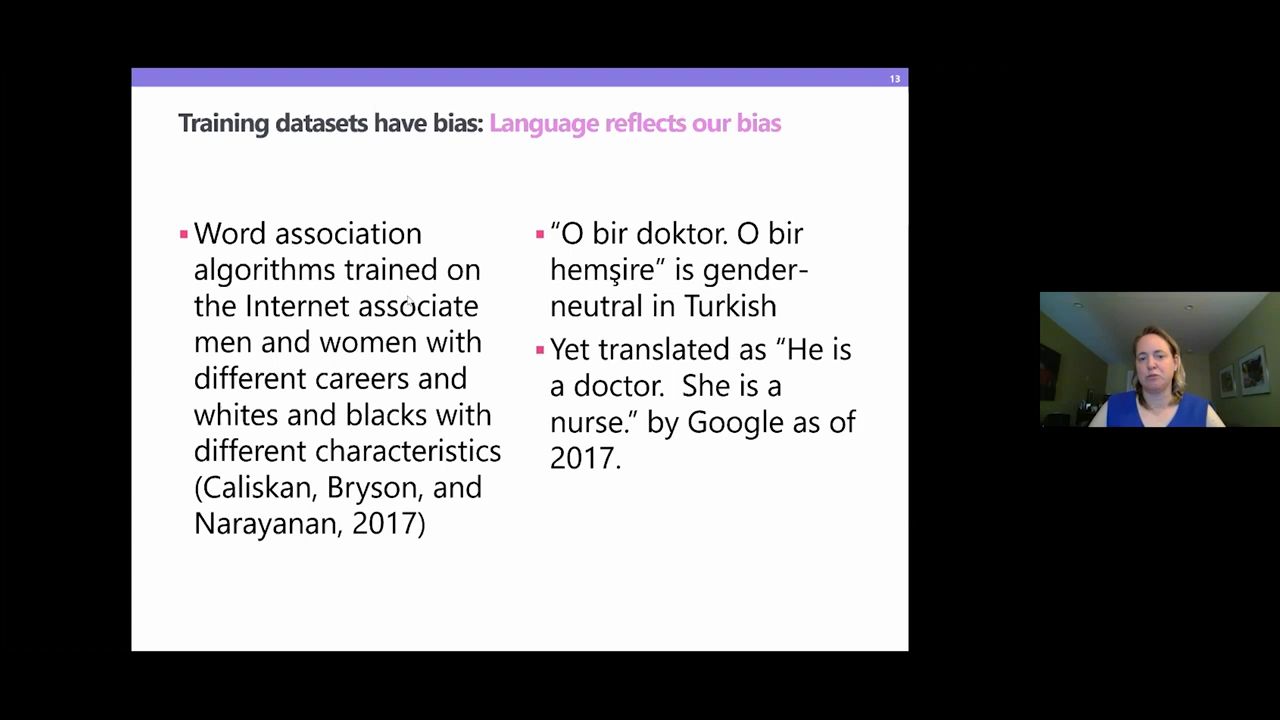 13
Training datasets have bias: Language reflects our bias
Word association
algorithms trained on
the Internet associate
men and women with
different careers and
whites and blacks with
different characteristics
(Caliskan, Bryson, and
Narayanan, 2017)
“O bir doktor. O bir
hemşire” is gender-
neutral in Turkish
Yet translated as “He is
a doctor.  She is a
nurse.” by Google as of
2017.